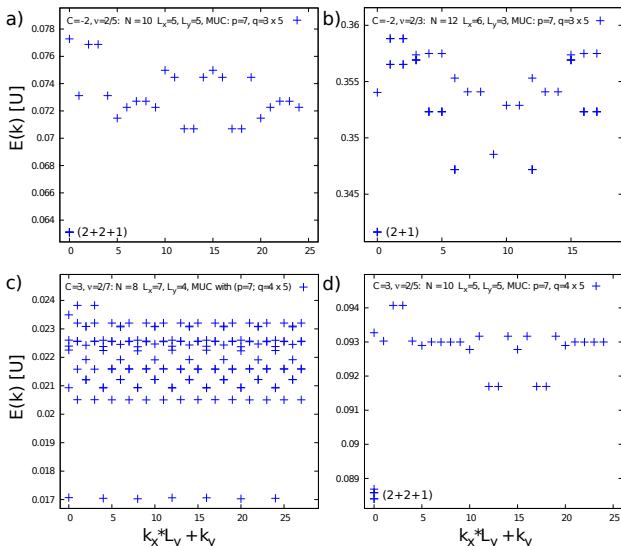 a)
C=-2, ν=2/5: N =10 L_x=5, L_y=5, MUC: p=7, q=3 x 5
0.078
0.076
0.074
0.072
0.07
0.068
0.066
0.064
E(k) [U]
(2+2+1)
0 5 10 15 20 25
b)
C=-2, ν=2/3: N =12 L_x=6, L_y=3, MUC: p=7, q=3 x 5
0.36
0.355
0.35
0.345
(2+1)
0 5 10 15
c)
C=3, ν=2/7: N =8 L_x=7, L_y=4, MUC with (p=7; q=4 x 5)
0.024
0.023
0.022
0.021
0.02
0.019
0.018
0.017
E(k) [U]
0 5 10 15 20 25
k_x*L_y+k_y
d)
C=3, ν=2/5: N =10 L_x=5, L_y=5, MUC: p=7, q=4 x 5
0.094
0.093
0.092
0.091
0.09
0.089
(2+2+1)
0 5 10 15 20 25
k_x*L_y+k_y